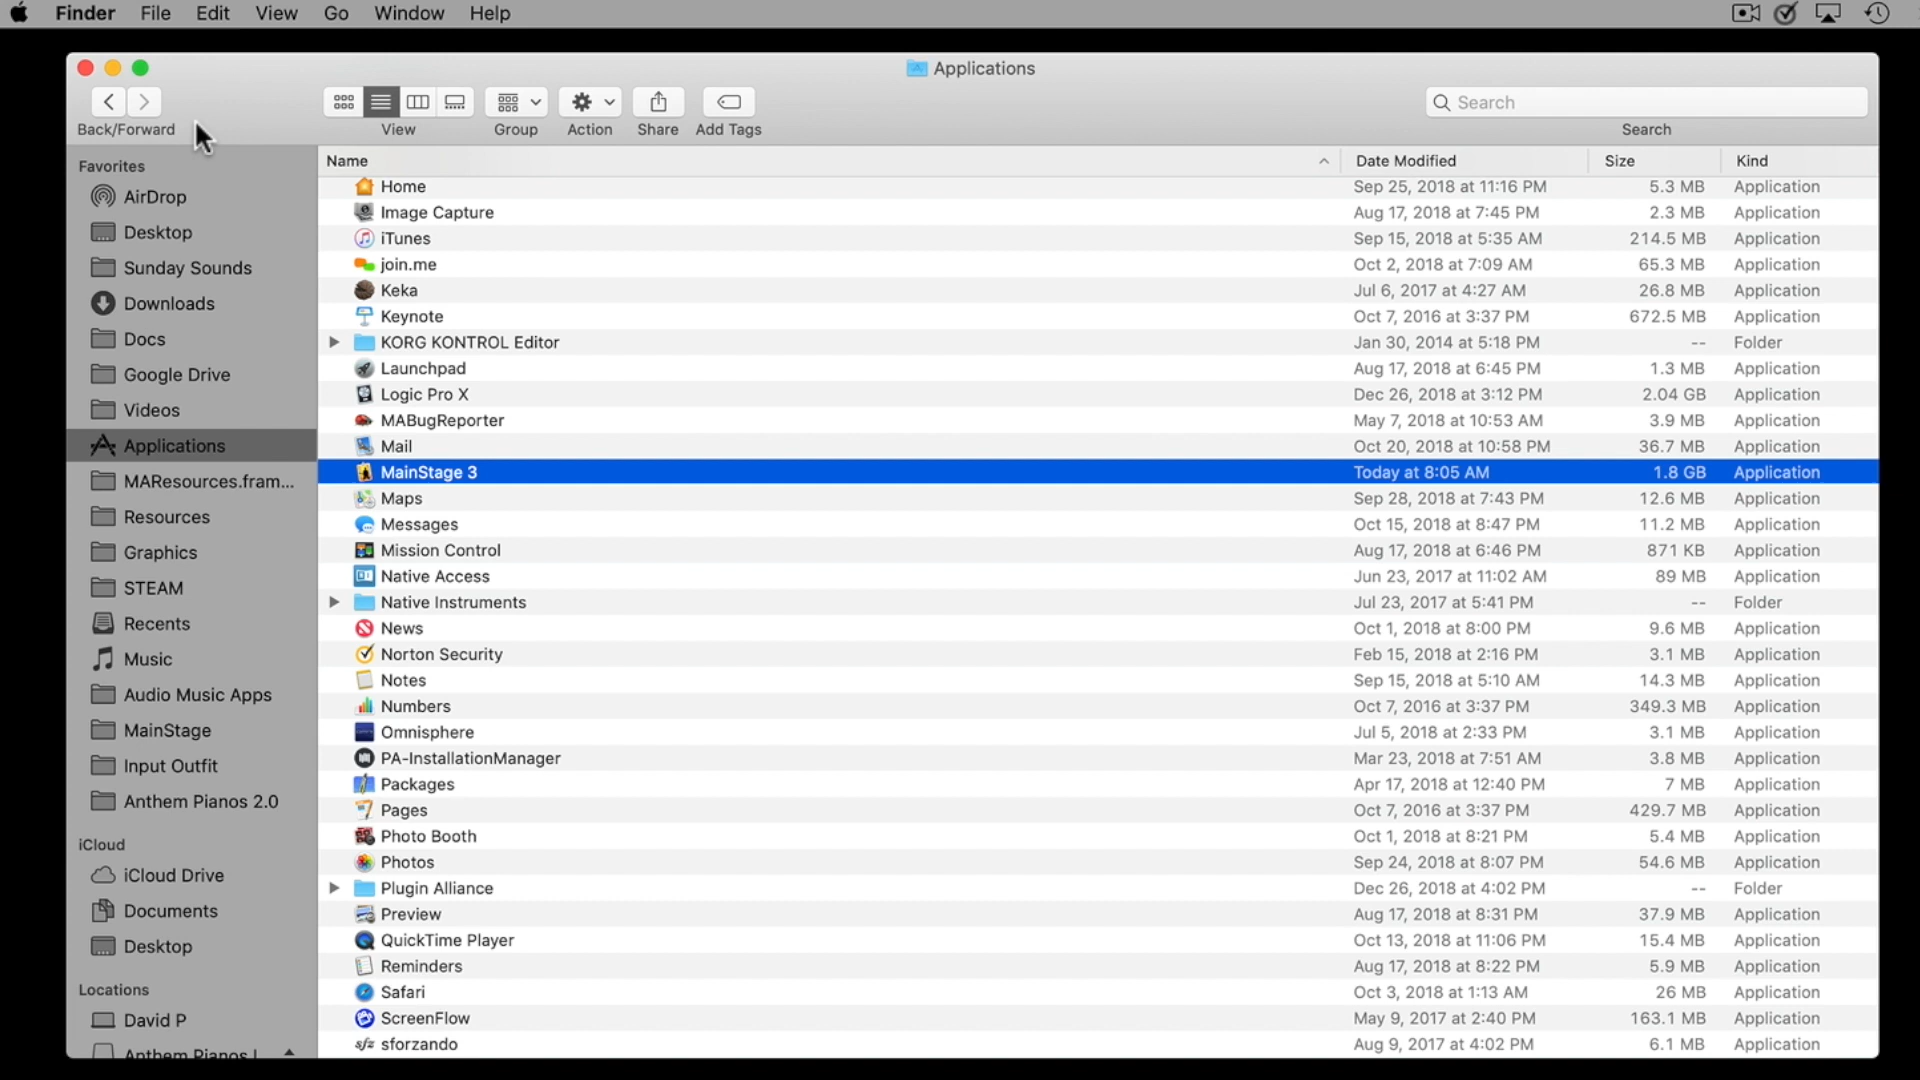 Finder File Edit View Go Window Help
Applications
Search
Back/Forward View Group Action Share Add Tags Search
Favorites
AirDrop
Desktop
Sunday Sounds
Downloads
Docs
Google Drive
Videos
Applications
MAResources.fram...
Resources
Graphics
STEAM
Recents
Music
Audio Music Apps
MainStage
Input Outfit
Anthem Pianos 2.0
iCloud
iCloud Drive
Documents
Desktop
Locations
David P
Anthem Pianos I
Name Date Modified Size Kind
Home Sep 25, 2018 at 11:16 PM 5.3 MB Application
Image Capture Aug 17, 2018 at 7:45 PM 2.3 MB Application
iTunes Sep 15, 2018 at 5:35 AM 214.5 MB Application
join.me Oct 2, 2018 at 7:09 AM 65.3 MB Application
Keka Jul 6, 2017 at 4:27 AM 26.8 MB Application
Keynote Oct 7, 2016 at 3:37 PM 672.5 MB Application
KORG KONTROL Editor Jan 30, 2014 at 5:18 PM -- Folder
Launchpad Aug 17, 2018 at 6:45 PM 1.3 MB Application
Logic Pro X Dec 26, 2018 at 3:12 PM 2.04 GB Application
MABugReporter May 7, 2018 at 10:53 AM 3.9 MB Application
Mail Oct 20, 2018 at 10:58 PM 36.7 MB Application
MainStage 3 Today at 8:05 AM 1.8 GB Application
Maps Sep 28, 2018 at 7:43 PM 12.6 MB Application
Messages Oct 15, 2018 at 8:47 PM 11.2 MB Application
Mission Control Aug 17, 2018 at 6:46 PM 871 KB Application
Native Access Jun 23, 2017 at 11:02 AM 89 MB Application
Native Instruments Jul 23, 2017 at 5:41 PM -- Folder
News Oct 1, 2018 at 8:00 PM 9.6 MB Application
Norton Security Feb 15, 2018 at 2:16 PM 3.1 MB Application
Notes Sep 15, 2018 at 5:10 AM 14.3 MB Application
Numbers Oct 7, 2016 at 3:37 PM 349.3 MB Application
Omnisphere Jul 5, 2018 at 2:33 PM 3.1 MB Application
PA-InstallationManager Mar 23, 2018 at 7:51 AM 3.8 MB Application
Packages Apr 17, 2018 at 12:40 PM 7 MB Application
Pages Oct 7, 2016 at 3:37 PM 429.7 MB Application
Photo Booth Oct 1, 2018 at 8:21 PM 5.4 MB Application
Photos Sep 24, 2018 at 8:07 PM 54.6 MB Application
Plugin Alliance Dec 26, 2018 at 4:02 PM -- Folder
Preview Aug 17, 2018 at 8:31 PM 37.9 MB Application
QuickTime Player Oct 13, 2018 at 11:06 PM 15.4 MB Application
Reminders Aug 17, 2018 at 8:22 PM 5.9 MB Application
Safari Oct 3, 2018 at 1:13 AM 26 MB Application
ScreenFlow May 9, 2017 at 2:40 PM 163.1 MB Application
sfz sforzando Aug 9, 2017 at 4:02 PM 6.1 MB Application